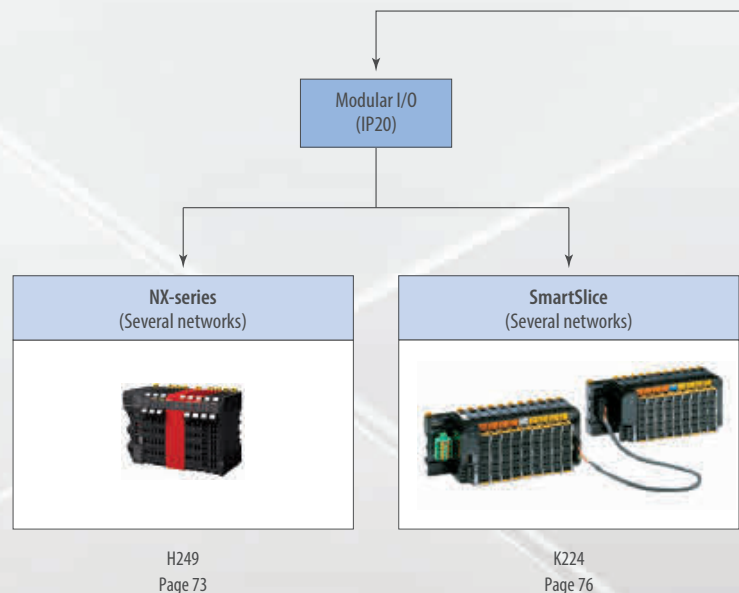 Modular I/O
(IP20)
NX-series
(Several networks)
SmartSlice
(Several networks)
H249
Page 73
K224
Page 76